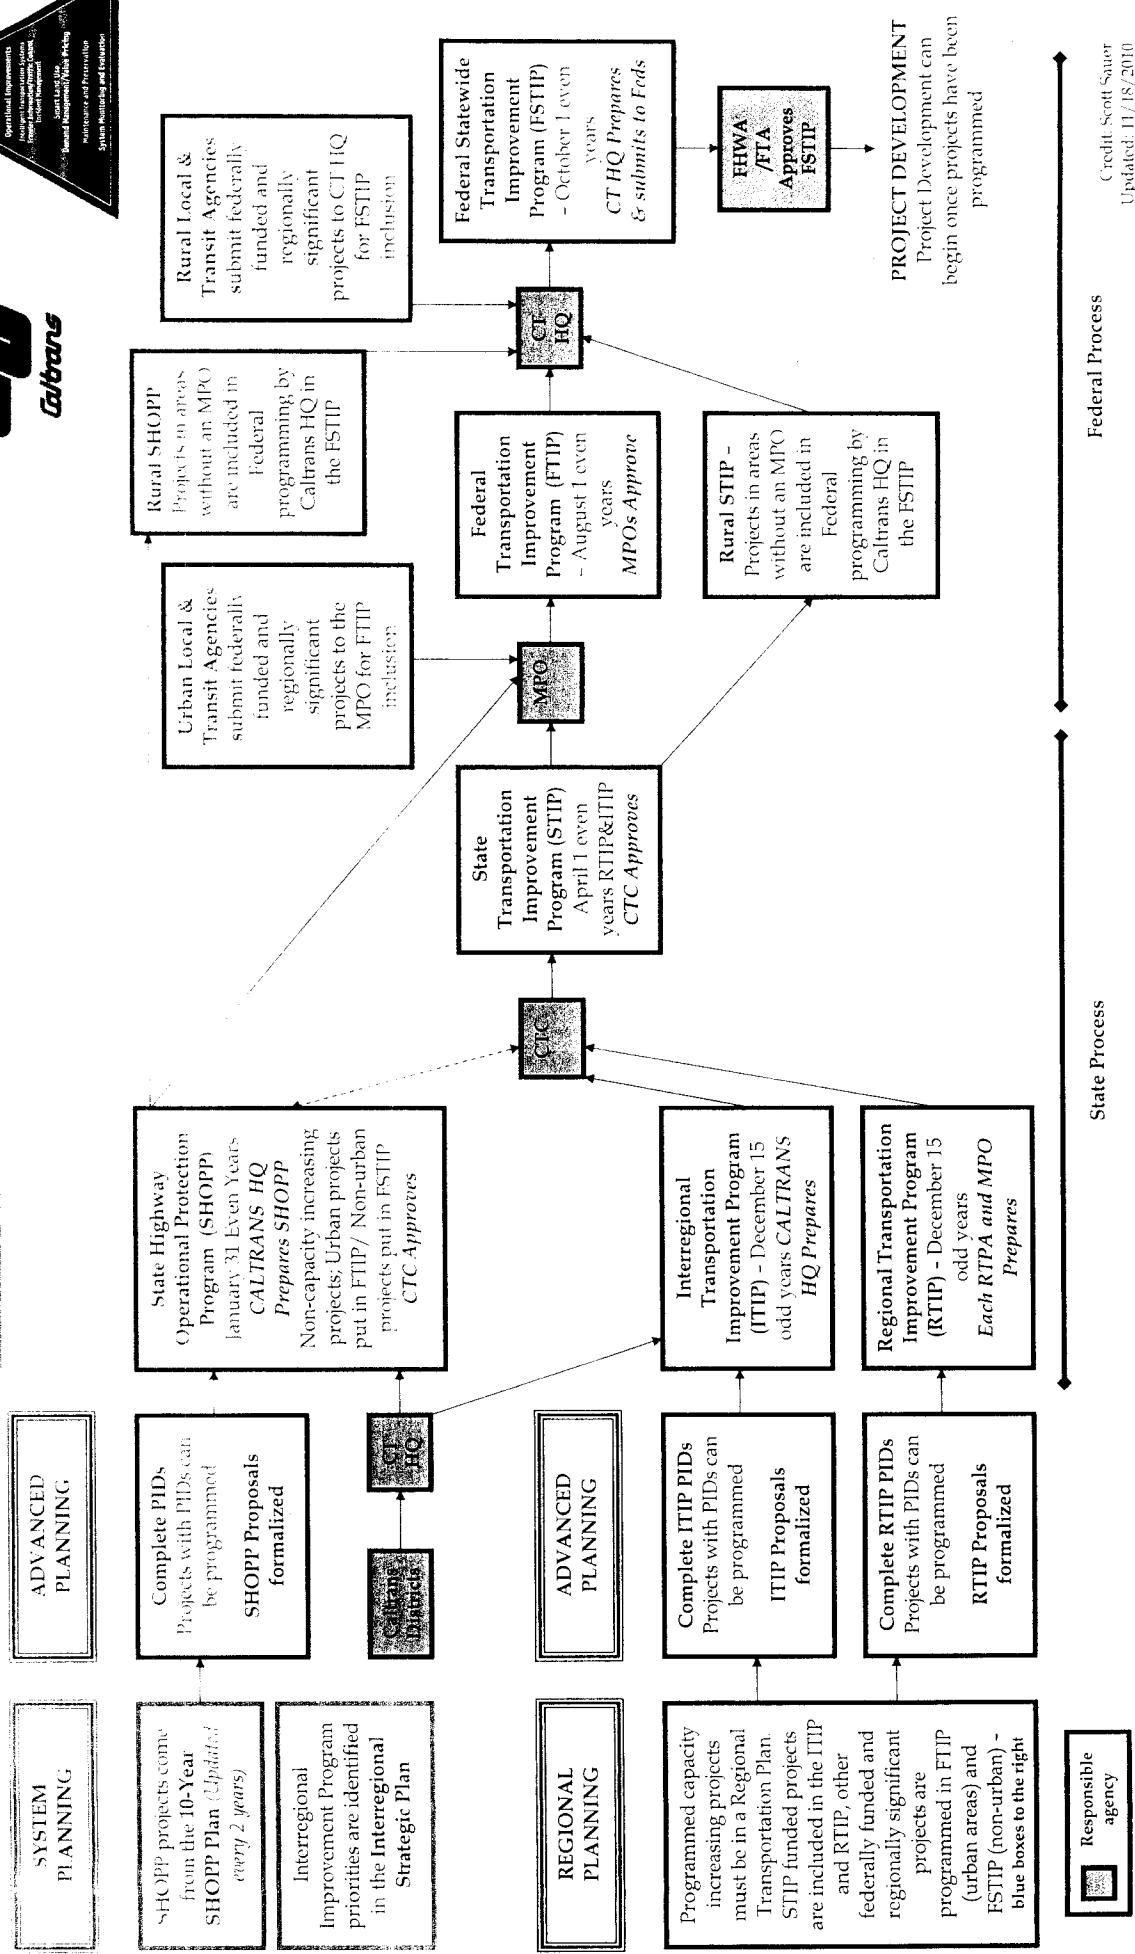 Operational Improvements
Intelligent Transportation Systems
Traveler Information/Traffic Control
Incident Management
Smart Land Use
Demand Management/Value Pricing
Maintenance and Preservation
System Monitoring and Evaluation
Caltrans
SYSTEM
PLANNING
ADVANCED
PLANNING
SHOPP projects come
from the 10-Year
SHOPP Plan (Updated
every 2 years)
Interregional
Improvement Program
priorities are identified
in the Interregional
Strategic Plan
Complete PIDs
Projects with PIDs can
be programmed
SHOPP Proposals
formalized
Caltrans
Districts
CT
HQ
State Highway
Operational Protection
Program (SHOPP)
January 31 Even Years
CALTRANS HQ
Prepares SHOPP
Non-capacity increasing
projects; Urban projects
put in FTIP/ Non-urban
projects put in FSTIP
CTC Approves
REGIONAL
PLANNING
ADVANCED
PLANNING
Programmed capacity
increasing projects
must be in a Regional
Transportation Plan.
STIP funded projects
are included in the ITIP
and RTIP, other
federally funded and
regionally significant
projects are
programmed in FTIP
(urban areas) and
FSTIP (non-urban) –
blue boxes to the right
Complete ITIP PIDs
Projects with PIDs can
be programmed
ITIP Proposals
formalized
Complete RTIP PIDs
Projects with PIDs can
be programmed
RTIP Proposals
formalized
Interregional
Transportation
Improvement Program
(ITIP) – December 15
odd years CALTRANS
HQ Prepares
Regional Transportation
Improvement Program
(RTIP) – December 15
odd years
Each RTPA and MPO
Prepares
CTC
State
Transportation
Improvement
Program (STIP)
April 1 even
years RTIP&ITIP
CTC Approves
Urban Local &
Transit Agencies
submit federally
funded and
regionally
significant
projects to the
MPO for FTIP
inclusion
MPO
Federal
Transportation
Improvement
Program (FTIP)
– August 1 even
years
MPOs Approve
Rural SHOPP
Projects in areas
without an MPO
are included in
Federal
programming by
Caltrans HQ in
the FSTIP
Rural STIP –
Projects in areas
without an MPO
are included in
Federal
programming by
Caltrans HQ in
the FSTIP
Rural Local &
Transit Agencies
submit federally
funded and
regionally
significant
projects to CT HQ
for FSTIP
inclusion
CT
HQ
Federal Statewide
Transportation
Improvement
Program (FSTIP)
– October 1 even
years
CT HQ Prepares
& submits to Feds
FHWA
/FTA
Approves
FSTIP
PROJECT DEVELOPMENT
Project Development can
begin once projects have been
programmed
Responsible
agency
State Process
Federal Process
Credit: Scott Sauer
Updated: 11/18/2010